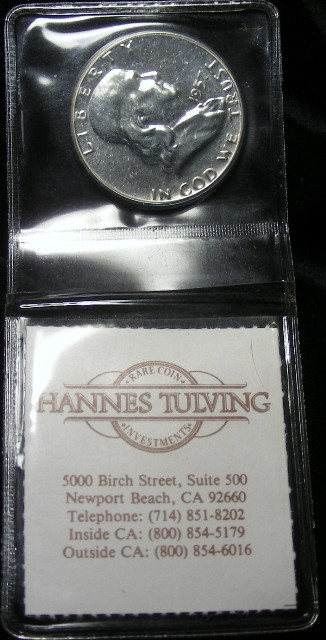 LIBERTY
IN GOD WE TRUST
RARE COIN
HANNES TULVING
INVESTMENTS
5000 Birch Street, Suite 500
Newport Beach, CA 92660
Telephone: (714) 851-8202
Inside CA: (800) 854-5179
Outside CA: (800) 854-6016